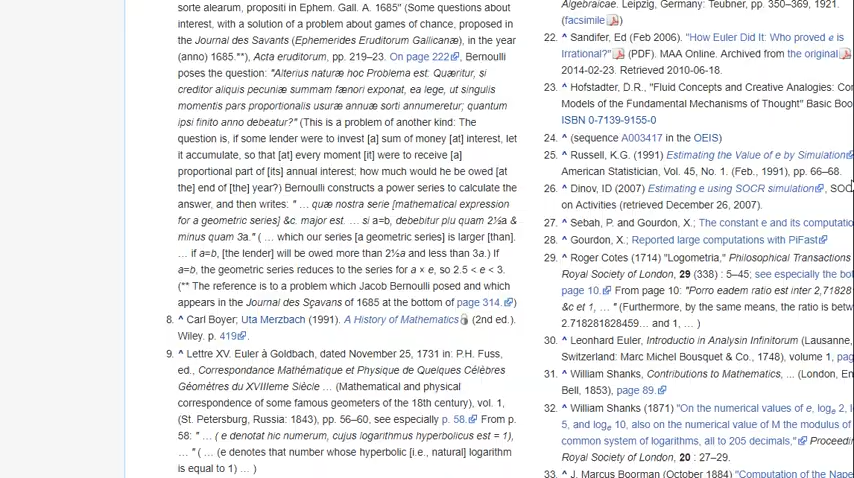 sorte alearum, propositi in Ephem. Gall. A. 1685" (Some questions about
interest, with a solution of a problem about games of chance, proposed in
the Journal des Savants (Ephemerides Eruditorum Gallicanæ), in the year
(anno) 1685.**), Acta eruditorum, pp. 219–23. On page 222, Bernoulli
poses the question: "Alterius naturæ hoc Problema est: Quæritur, si
creditor aliquis pecuniæ summam fænori exponat, ea lege, ut singulis
momentis pars proportionalis usuræ annuæ sorti annumeretur; quantum
ipsi finito anno debeatur?" (This is a problem of another kind: The
question is, if some lender were to invest [a] sum of money [at] interest, let
it accumulate, so that [at] every moment [it] were to receive [a]
proportional part of [its] annual interest; how much would he be owed [at
the] end of [the] year?) Bernoulli constructs a power series to calculate the
answer, and then writes: " … quæ nostra serie [mathematical expression
for a geometric series] &c. major est. … si a=b, debebitur plu quam 2½a &
minus quam 3a." ( … which our series [a geometric series] is larger [than].
… if a=b, [the lender] will be owed more than 2½a and less than 3a.) If
a=b, the geometric series reduces to the series for a × e, so 2.5 < e < 3.
(** The reference is to a problem which Jacob Bernoulli posed and which
appears in the Journal des Sçavans of 1685 at the bottom of page 314.)
8. ^ Carl Boyer; Uta Merzbach (1991). A History of Mathematics (2nd ed.).
Wiley. p. 419.
9. ^ Lettre XV. Euler à Goldbach, dated November 25, 1731 in: P.H. Fuss,
ed., Correspondance Mathématique et Physique de Quelques Célèbres
Géomètres du XVIIIeme Siècle … (Mathematical and physical
correspondence of some famous geometers of the 18th century), vol. 1,
(St. Petersburg, Russia: 1843), pp. 56–60, see especially p. 58. From p.
58: " … ( e denotat hic numerum, cujus logarithmus hyperbolicus est = 1),
… " ( … (e denotes that number whose hyperbolic [i.e., natural] logarithm
is equal to 1) … )
Algebraicae. Leipzig, Germany: Teubner, pp. 350–369, 1921.
(facsimile)
22. ^ Sandifer, Ed (Feb 2006). "How Euler Did It: Who proved e is
Irrational?" (PDF). MAA Online. Archived from the original
2014-02-23. Retrieved 2010-06-18.
23. ^ Hofstadter, D.R., "Fluid Concepts and Creative Analogies: Co
Models of the Fundamental Mechanisms of Thought" Basic Boo
ISBN 0-7139-9155-0
24. ^ (sequence A003417 in the OEIS)
25. ^ Russell, K.G. (1991) Estimating the Value of e by Simulation
American Statistician, Vol. 45, No. 1. (Feb., 1991), pp. 66–68.
26. ^ Dinov, ID (2007) Estimating e using SOCR simulation, SOC
on Activities (retrieved December 26, 2007).
27. ^ Sebah, P. and Gourdon, X.; The constant e and its computatio
28. ^ Gourdon, X.; Reported large computations with PiFast
29. ^ Roger Cotes (1714) "Logometria," Philosophical Transactions
Royal Society of London, 29 (338) : 5–45; see especially the bo
page 10. From page 10: "Porro eadem ratio est inter 2,71828
&c et 1, … " (Furthermore, by the same means, the ratio is betw
2.718281828459… and 1, … )
30. ^ Leonhard Euler, Introductio in Analysin Infinitorum (Lausanne,
Switzerland: Marc Michel Bousquet & Co., 1748), volume 1, pag
31. ^ William Shanks, Contributions to Mathematics, ... (London, En
Bell, 1853), page 89.
32. ^ William Shanks (1871) "On the numerical values of e, logₑ 2, l
5, and logₑ 10, also on the numerical value of M the modulus of
common system of logarithms, all to 205 decimals," Proceedin
Royal Society of London, 20 : 27–29.
33. ^ J. Marcus Boorman (October 1884) "Computation of the Nape